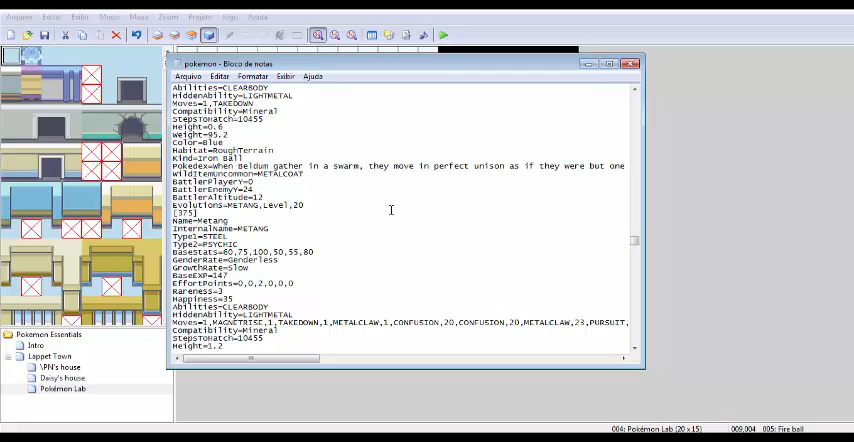 Arquivo Editar Exibir Modo Mapa Zoom Projeto Jogo Ajuda
pokemon - Bloco de notas
Arquivo Editar Formatar Exibir Ajuda
Abilities=CLEARBODY
HiddenAbility=LIGHTMETAL
Moves=1,TAKEDOWN
Compatibility=Mineral
StepsToHatch=10455
Height=0.6
Weight=95.2
Color=Blue
Habitat=RoughTerrain
Kind=Iron Ball
Pokedex=When Beldum gather in a swarm, they move in perfect unison as if they were but one
WildItemUncommon=METALCOAT
BattlerPlayerY=0
BattlerEnemyY=24
BattlerAltitude=12
Evolutions=METANG,Level,20
[375]
Name=Metang
InternalName=METANG
Type1=STEEL
Type2=PSYCHIC
BaseStats=60,75,100,50,55,80
GenderRate=Genderless
GrowthRate=Slow
BaseEXP=147
EffortPoints=0,0,2,0,0,0
Rareness=3
Happiness=35
Abilities=CLEARBODY
HiddenAbility=LIGHTMETAL
Moves=1,MAGNETRISE,1,TAKEDOWN,1,METALCLAW,1,CONFUSION,20,CONFUSION,20,METALCLAW,23,PURSUIT,
Compatibility=Mineral
StepsToHatch=10455
Height=1.2
Pokemon Essentials
Intro
Lappet Town
\PN's house
Daisy's house
Pokémon Lab
004: Pokémon Lab (20 x 15) 009,004 005: Fire ball